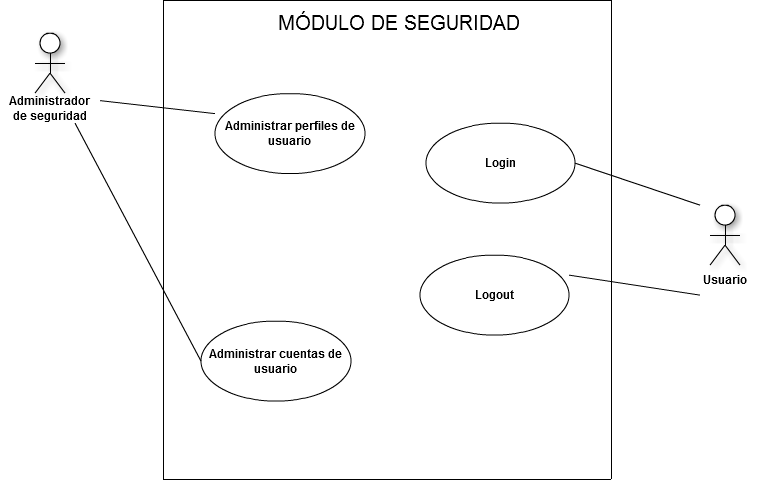 MÓDULO DE SEGURIDAD
Administrador
de seguridad
Administrar perfiles de
usuario
Login
Logout
Usuario
Administrar cuentas de
usuario